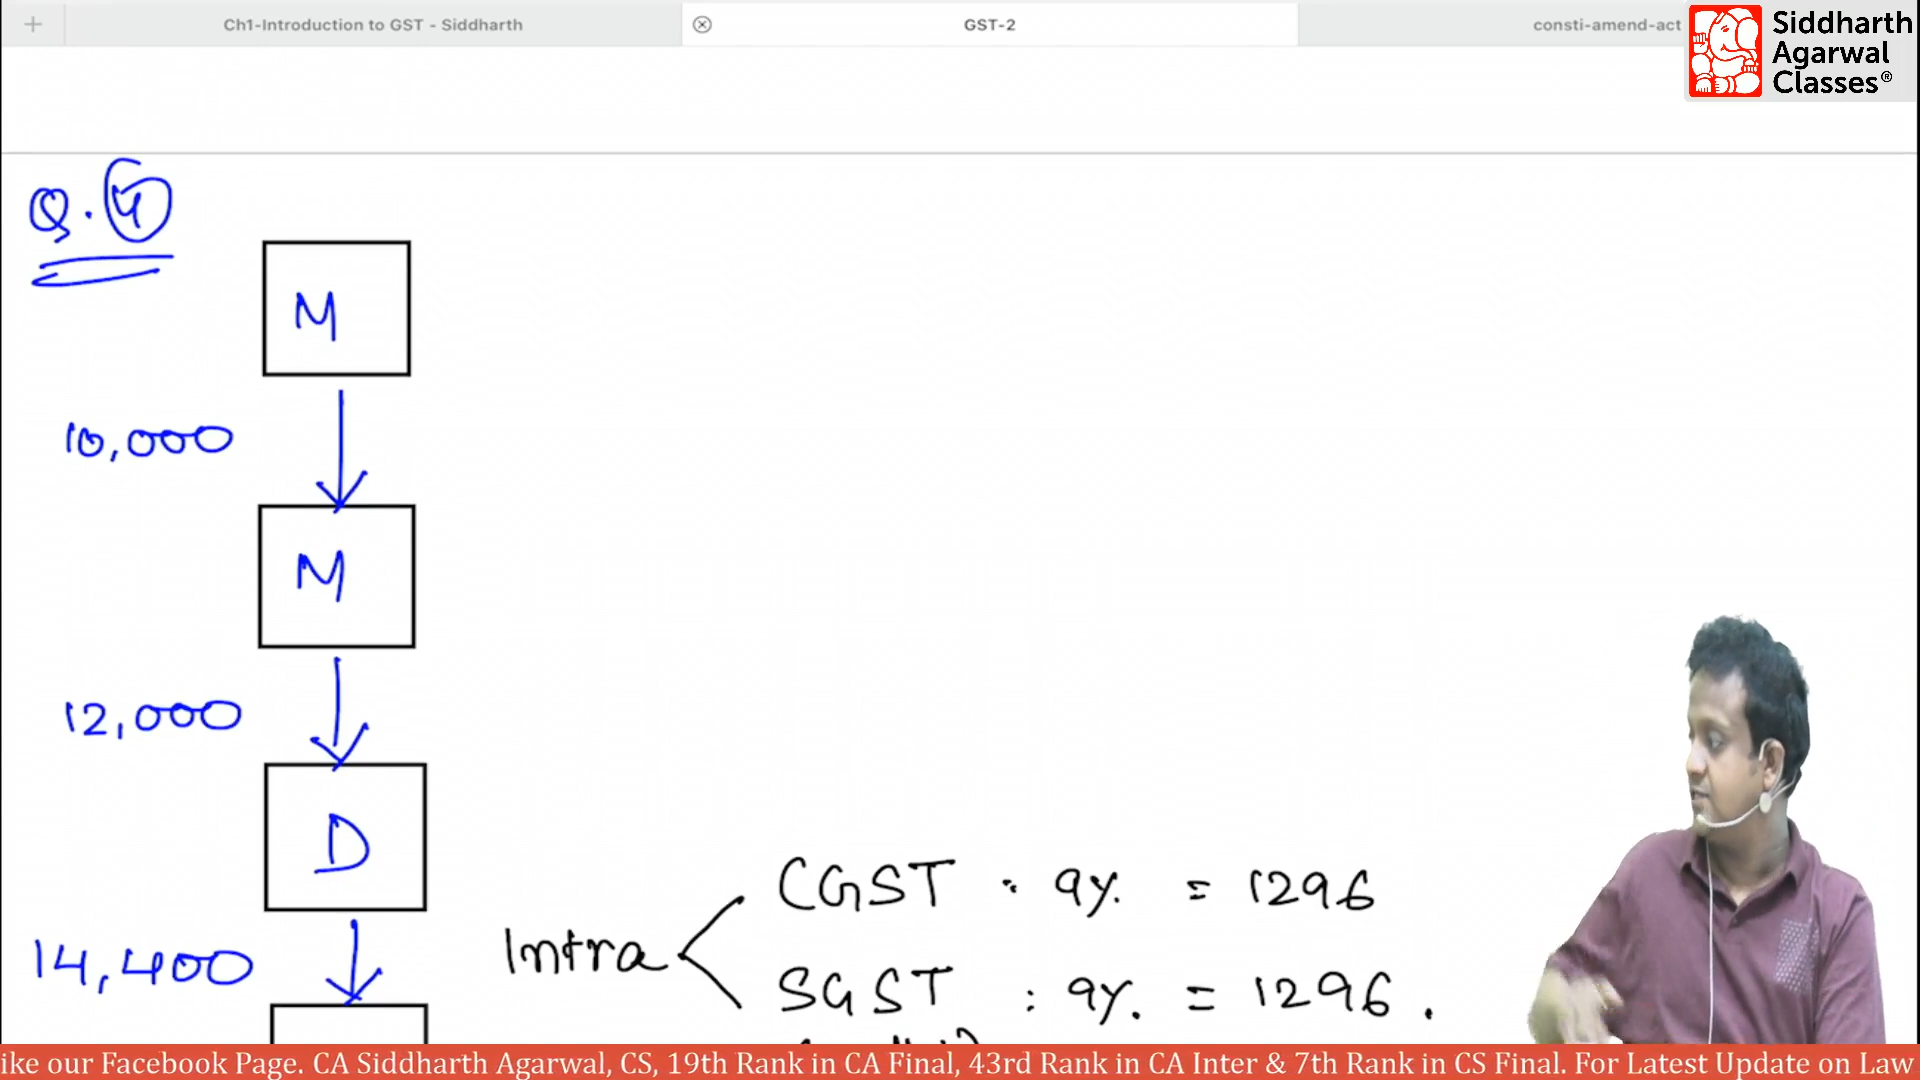 Ch1-Introduction to GST - Siddharth
GST-2
consti-amend-act
Siddharth
Agarwal
Classes®
Q. 4
M
10,000
M
12,000
D
14,400
Intra
CGST : 9%. = 1296
SGST : 9%. = 1296.
ike our Facebook Page. CA Siddharth Agarwal, CS, 19th Rank in CA Final, 43rd Rank in CA Inter & 7th Rank in CS Final. For Latest Update on Law